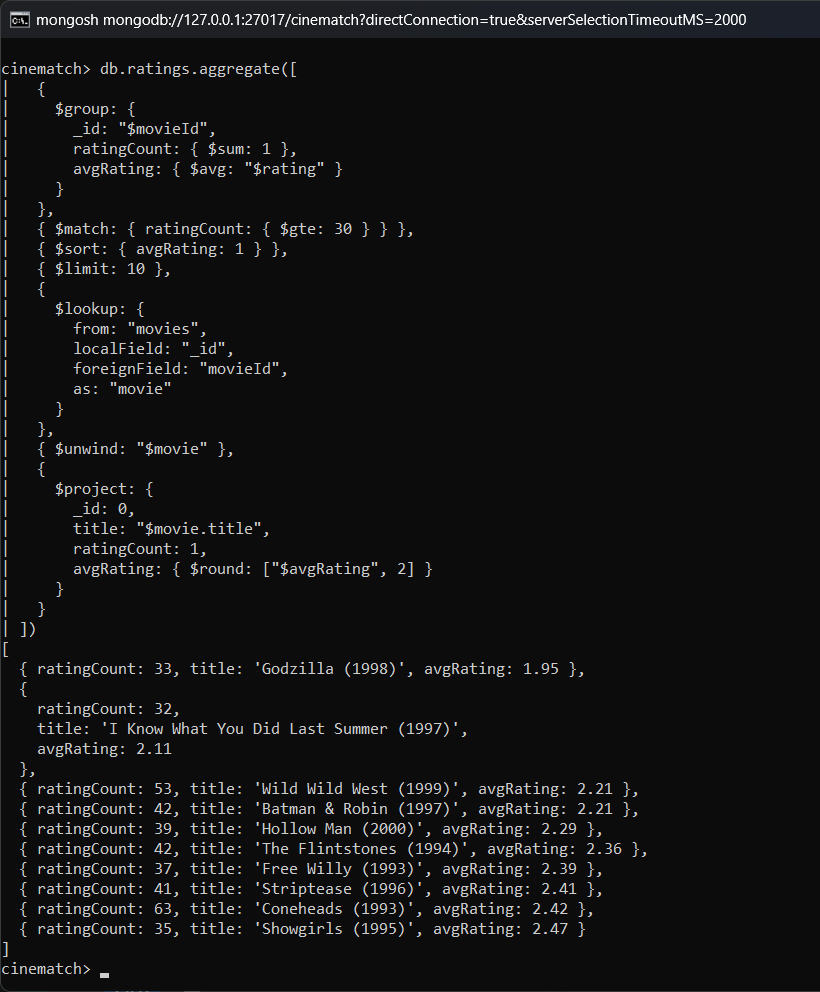 mongosh mongodb://127.0.0.1:27017/cinematch?directConnection=true&serverSelectionTimeoutMS=2000
cinematch> db.ratings.aggregate([
|   {
|     $group: {
|       _id: "$movieId",
|       ratingCount: { $sum: 1 },
|       avgRating: { $avg: "$rating" }
|     }
|   },
|   { $match: { ratingCount: { $gte: 30 } } },
|   { $sort: { avgRating: 1 } },
|   { $limit: 10 },
|   {
|     $lookup: {
|       from: "movies",
|       localField: "_id",
|       foreignField: "movieId",
|       as: "movie"
|     }
|   },
|   { $unwind: "$movie" },
|   {
|     $project: {
|       _id: 0,
|       title: "$movie.title",
|       ratingCount: 1,
|       avgRating: { $round: ["$avgRating", 2] }
|     }
|   }
| ])
[
  { ratingCount: 33, title: 'Godzilla (1998)', avgRating: 1.95 },
  {
    ratingCount: 32,
    title: 'I Know What You Did Last Summer (1997)',
    avgRating: 2.11
  },
  { ratingCount: 53, title: 'Wild Wild West (1999)', avgRating: 2.21 },
  { ratingCount: 42, title: 'Batman & Robin (1997)', avgRating: 2.21 },
  { ratingCount: 39, title: 'Hollow Man (2000)', avgRating: 2.29 },
  { ratingCount: 42, title: 'The Flintstones (1994)', avgRating: 2.36 },
  { ratingCount: 37, title: 'Free Willy (1993)', avgRating: 2.39 },
  { ratingCount: 41, title: 'Striptease (1996)', avgRating: 2.41 },
  { ratingCount: 63, title: 'Coneheads (1993)', avgRating: 2.42 },
  { ratingCount: 35, title: 'Showgirls (1995)', avgRating: 2.47 }
]
cinematch> _